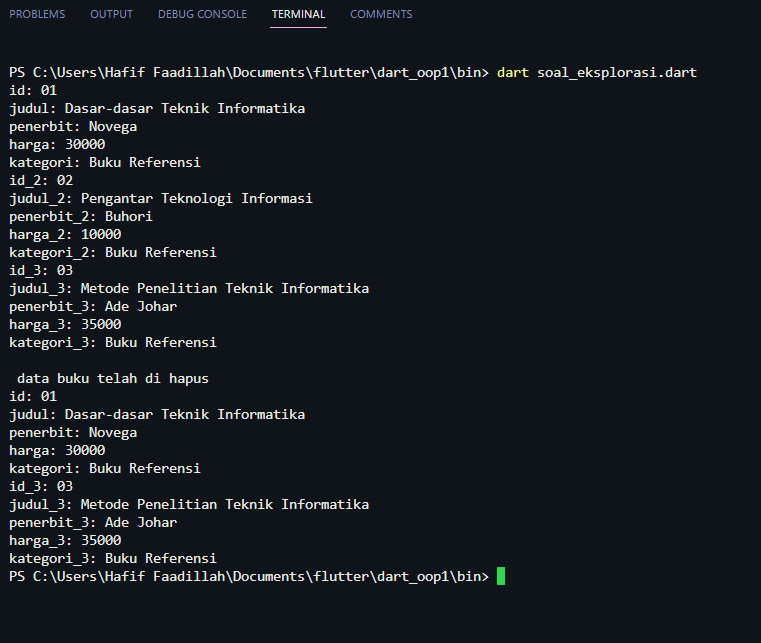 PROBLEMS OUTPUT DEBUG CONSOLE TERMINAL COMMENTS
PS C:\Users\Hafif Faadillah\Documents\flutter\dart_oop1\bin> dart soal_eksplorasi.dart
id: 01
judul: Dasar-dasar Teknik Informatika
penerbit: Novega
harga: 30000
kategori: Buku Referensi
id_2: 02
judul_2: Pengantar Teknologi Informasi
penerbit_2: Buhori
harga_2: 10000
kategori_2: Buku Referensi
id_3: 03
judul_3: Metode Penelitian Teknik Informatika
penerbit_3: Ade Johar
harga_3: 35000
kategori_3: Buku Referensi
data buku telah di hapus
id: 01
judul: Dasar-dasar Teknik Informatika
penerbit: Novega
harga: 30000
kategori: Buku Referensi
id_3: 03
judul_3: Metode Penelitian Teknik Informatika
penerbit_3: Ade Johar
harga_3: 35000
kategori_3: Buku Referensi
PS C:\Users\Hafif Faadillah\Documents\flutter\dart_oop1\bin>